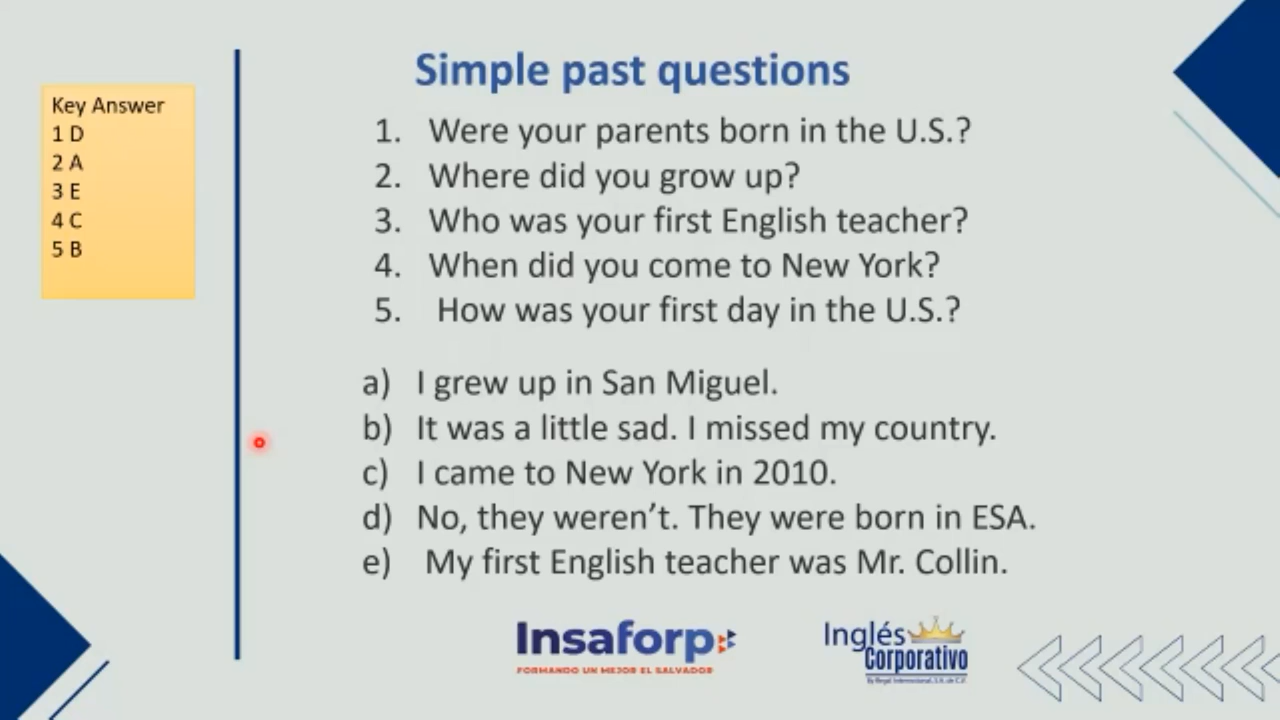 Key Answer
1 D
2 A
3 E
4 C
5 B
Simple past questions
1. Were your parents born in the U.S.?
2. Where did you grow up?
3. Who was your first English teacher?
4. When did you come to New York?
5. How was your first day in the U.S.?
a) I grew up in San Miguel.
b) It was a little sad. I missed my country.
c) I came to New York in 2010.
d) No, they weren't. They were born in ESA.
e) My first English teacher was Mr. Collin.
Insaforp
FORMANDO UN MEJOR EL SALVADOR
Inglés
Corporativo
By Regal International, S.A. de C.V.